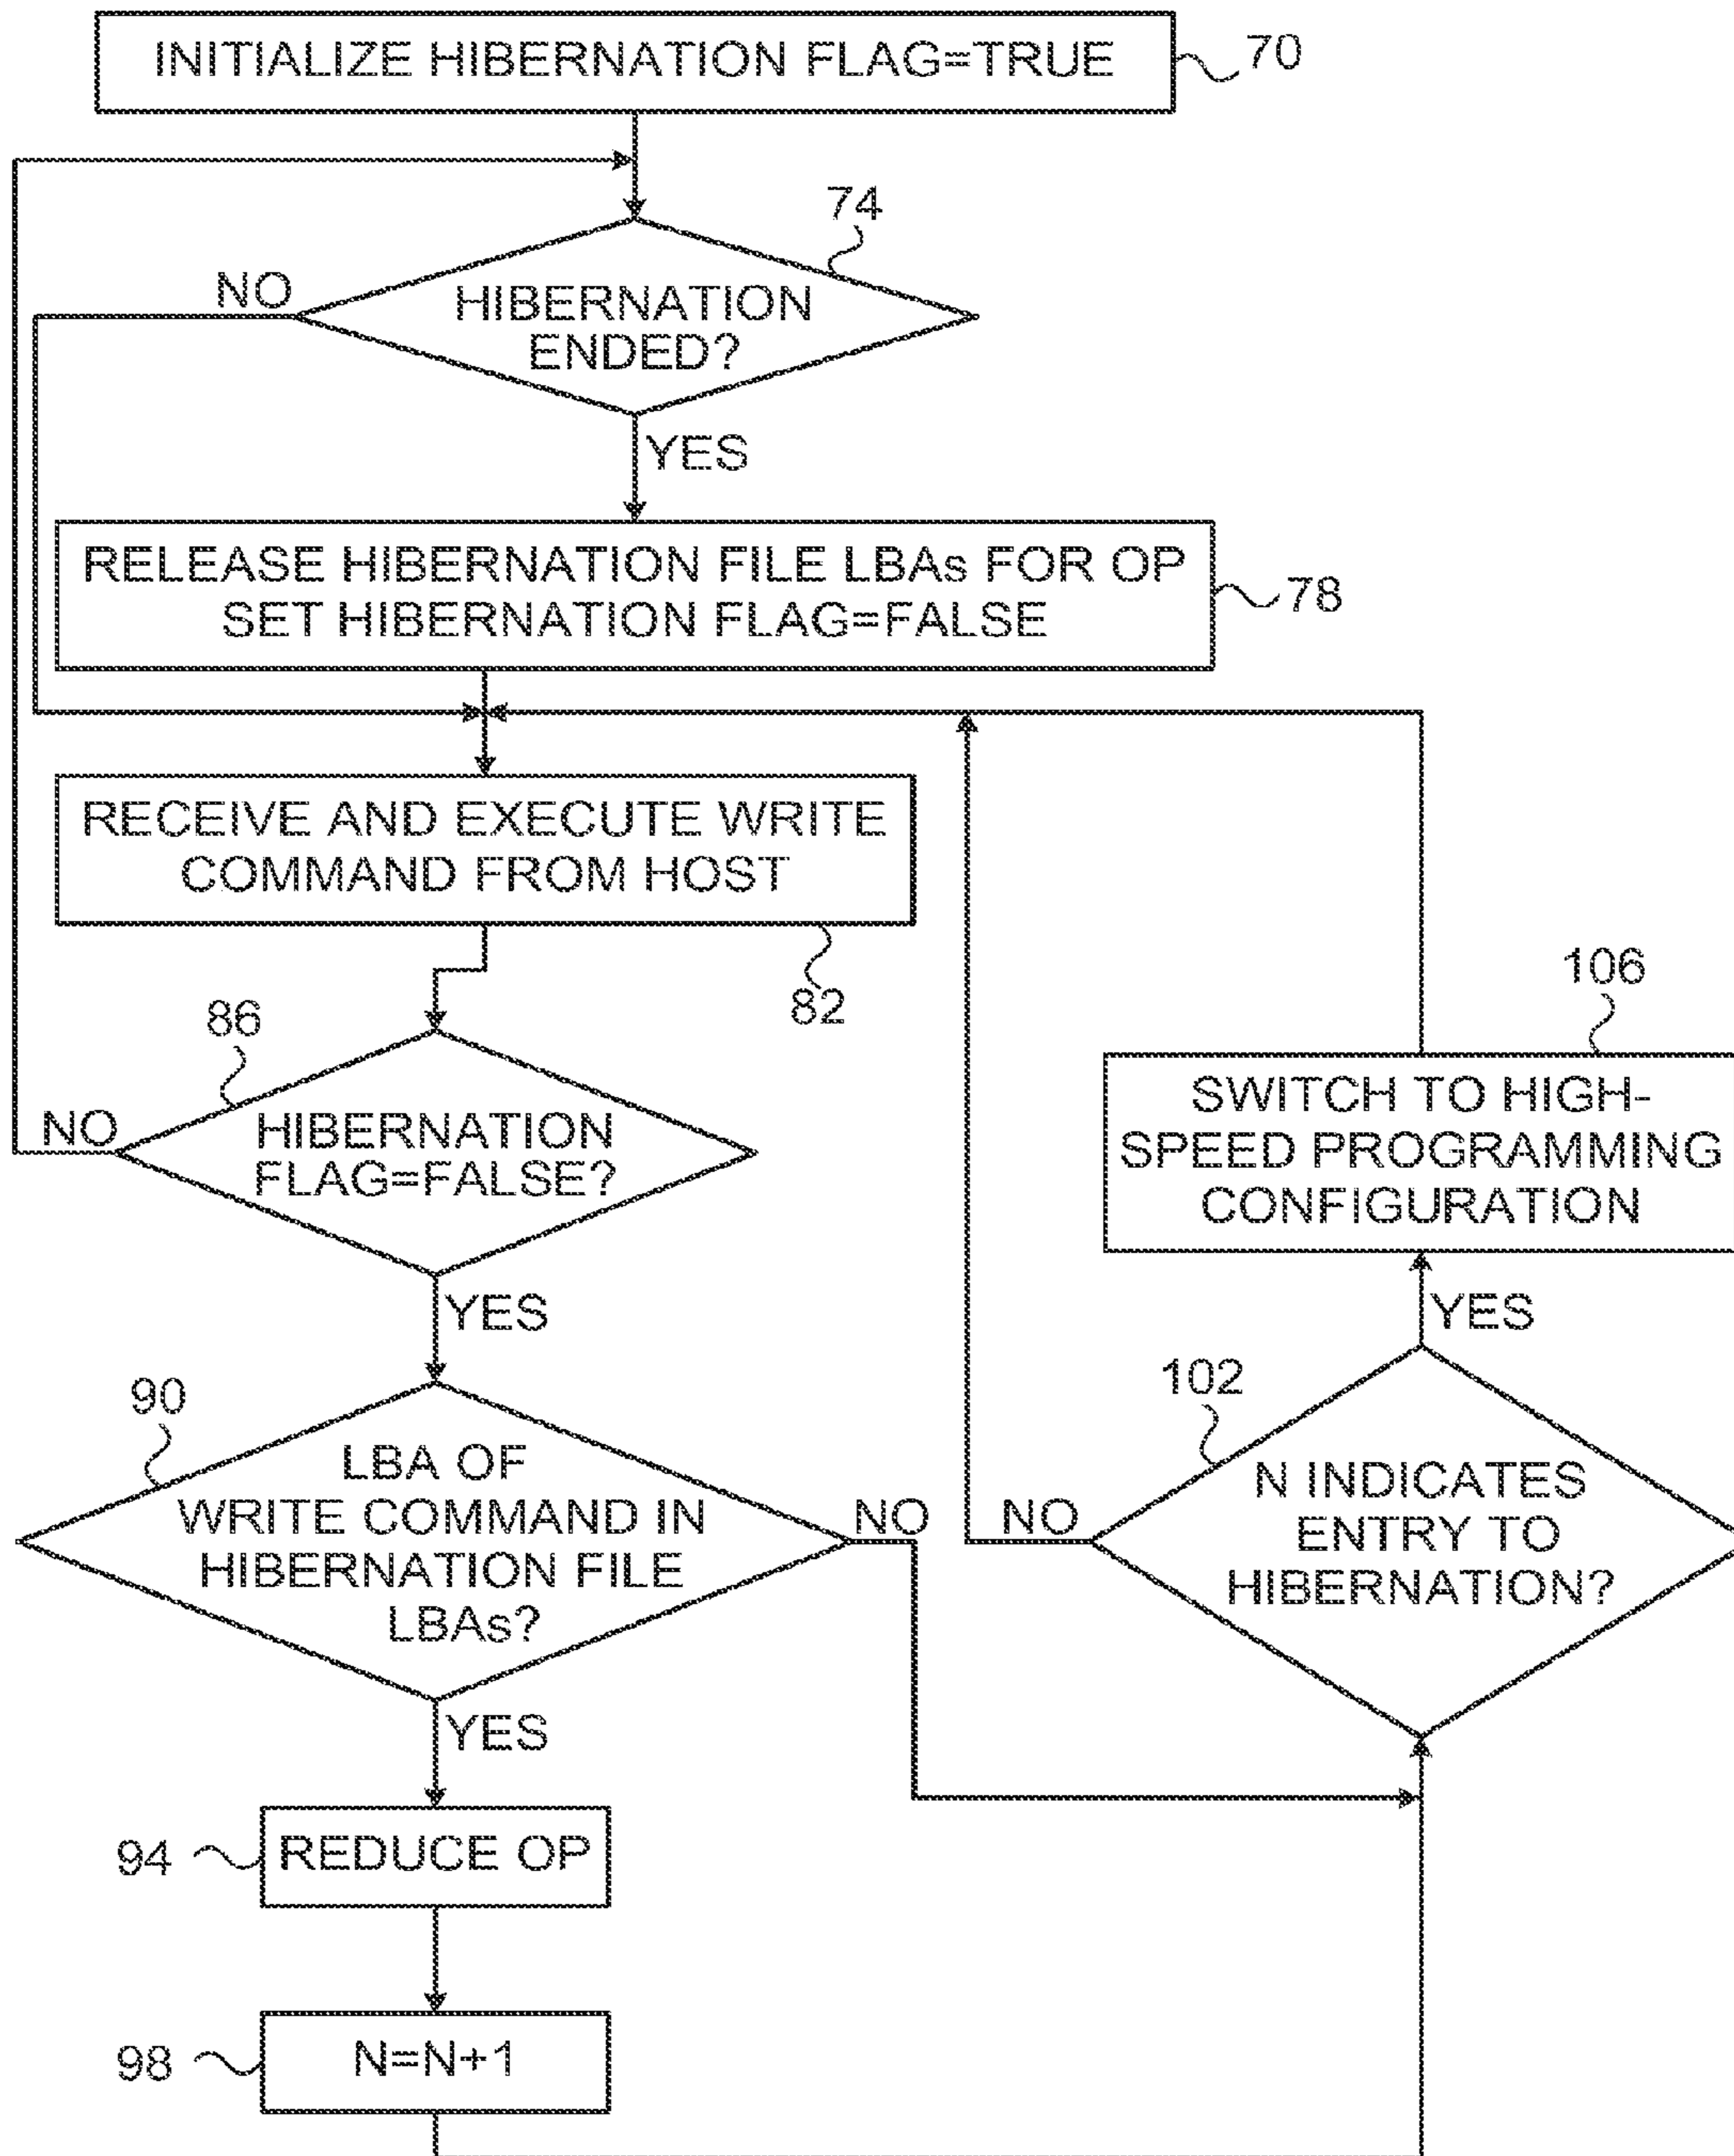 INITIALIZE HIBERNATION FLAG=TRUE
70
74
NO
HIBERNATION
ENDED?
YES
RELEASE HIBERNATION FILE LBAs FOR OP
SET HIBERNATION FLAG=FALSE
78
RECEIVE AND EXECUTE WRITE
COMMAND FROM HOST
82
86
NO
HIBERNATION
FLAG=FALSE?
YES
90
LBA OF
WRITE COMMAND IN
HIBERNATION FILE
LBAs?
NO
YES
94
REDUCE OP
98
N=N+1
106
SWITCH TO HIGH-
SPEED PROGRAMMING
CONFIGURATION
YES
102
NO
N INDICATES
ENTRY TO
HIBERNATION?